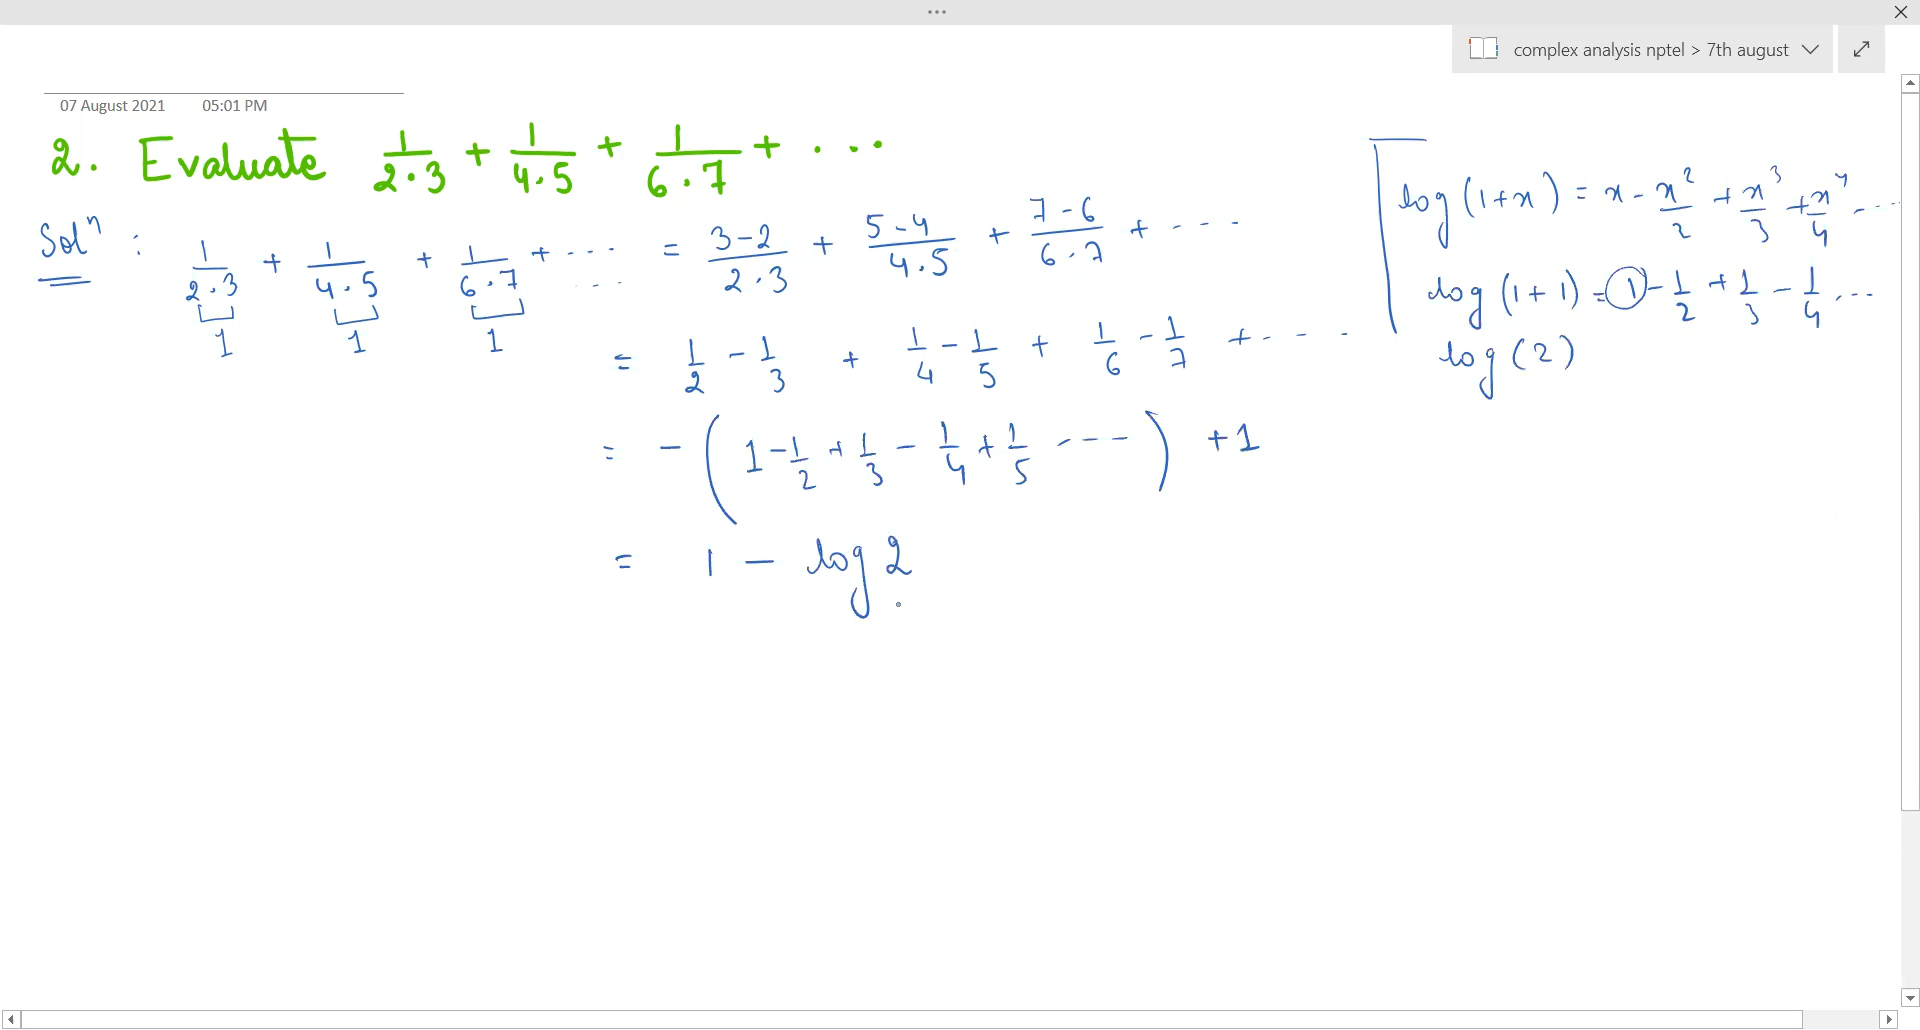 complex analysis nptel > 7th august
07 August 2021 05:01 PM
2. Evaluate 1/(2·3) + 1/(4·5) + 1/(6·7) + ...
Solⁿ : 1/(2·3) + 1/(4·5) + 1/(6·7) + ... = (3-2)/(2·3) + (5-4)/(4·5) + (7-6)/(6·7) + ...
1 1 1
= 1/2 - 1/3 + 1/4 - 1/5 + 1/6 - 1/7 + ...
= - (1 - 1/2 + 1/3 - 1/4 + 1/5 ...) + 1
= 1 - log 2
log (1+x) = x - x²/2 + x³/3 + x⁴/4 ...
log (1+1) = 1 - 1/2 + 1/3 - 1/4 ...
log (2)